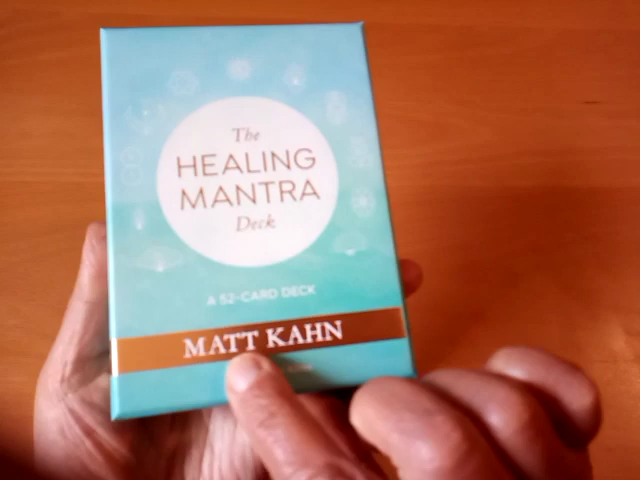 The
HEALING
MANTRA
Deck
A 52-CARD DECK
MATT KAHN